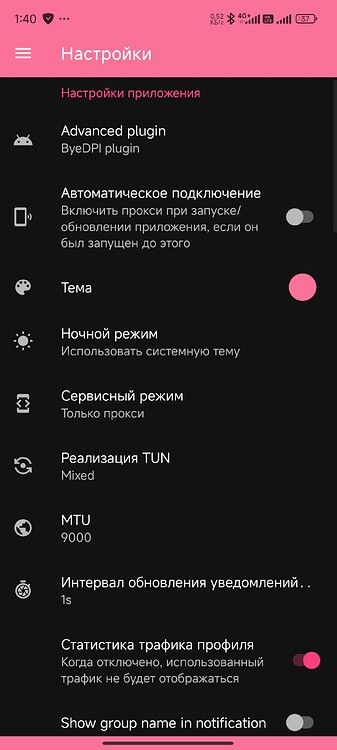 1:40
0,52
КБ/с
4G+
37
Настройки
Настройки приложения
Advanced plugin
ByeDPI plugin
Автоматическое подключение
Включить прокси при запуске/
обновлении приложения, если он
был запущен до этого
Тема
Ночной режим
Использовать системную тему
Сервисный режим
Только прокси
Реализация TUN
Mixed
MTU
9000
Интервал обновления уведомлений. .
1s
Статистика трафика профиля
Когда отключено, использованный
трафик не будет отображаться
Show group name in notification